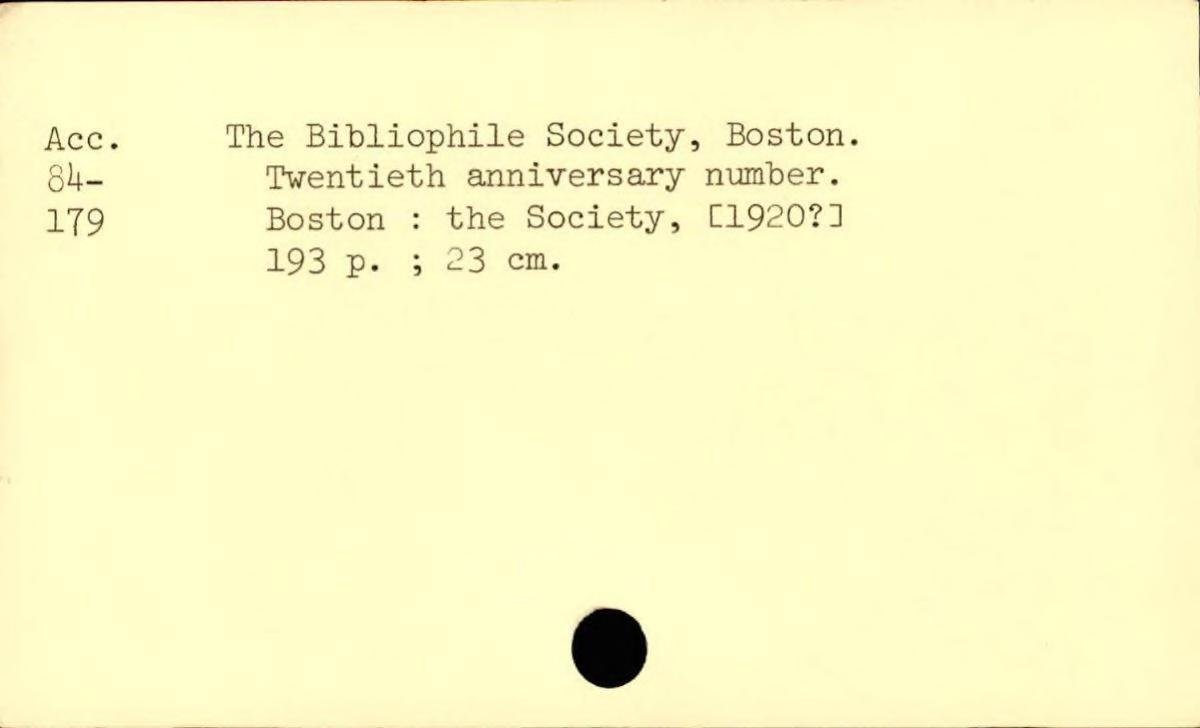 Acc. The Bibliophile Society, Boston.
84- Twentieth anniversary number.
179 Boston : the Society, [1920?]
193 p. ; 23 cm.